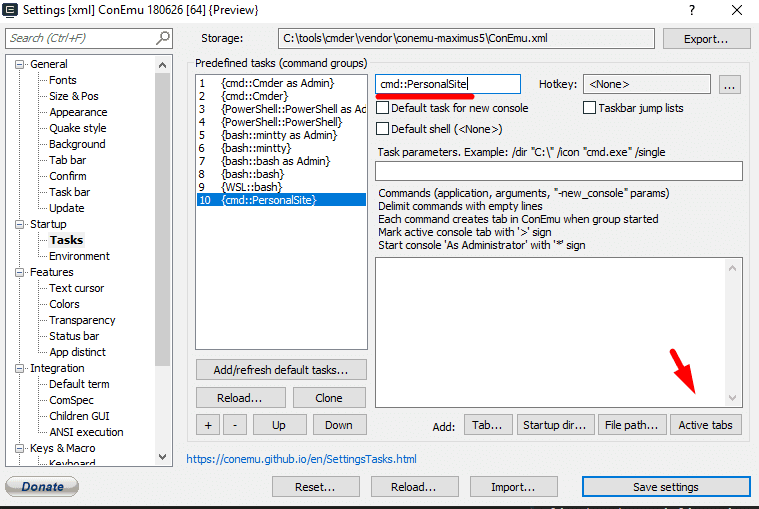 Settings [xml] ConEmu 180626 [64] {Preview}
Search (Ctrl+F)
Storage:
C:\tools\cmder\vendor\conemu-maximus5\ConEmu.xml
Export...
General
Fonts
Size & Pos
Appearance
Quake style
Background
Tab bar
Confirm
Task bar
Update
Startup
Tasks
Environment
Features
Text cursor
Colors
Transparency
Status bar
App distinct
Integration
Default term
ComSpec
Children GUI
ANSI execution
Keys & Macro
Keyboard
Predefined tasks (command groups)
1 {cmd::Cmder as Admin}
2 {cmd::Cmder}
3 {PowerShell::PowerShell as Ad
4 {PowerShell::PowerShell}
5 {bash::mintty as Admin}
6 {bash::mintty}
7 {bash::bash as Admin}
8 {bash::bash}
9 {WSL::bash}
10 {cmd::PersonalSite}
cmd::PersonalSite
Hotkey:
<None>
...
Default task for new console
Taskbar jump lists
Default shell (<None>)
Task parameters. Example: /dir "C:\" /icon "cmd.exe" /single
Commands (application, arguments, "-new_console" params)
Delimit commands with empty lines
Each command creates tab in ConEmu when group started
Mark active console tab with '>' sign
Start console 'As Administrator' with '*' sign
Add/refresh default tasks...
Reload...
Clone
+
-
Up
Down
Add:
Tab...
Startup dir...
File path...
Active tabs
https://conemu.github.io/en/SettingsTasks.html
Donate
Reset...
Reload...
Import...
Save settings